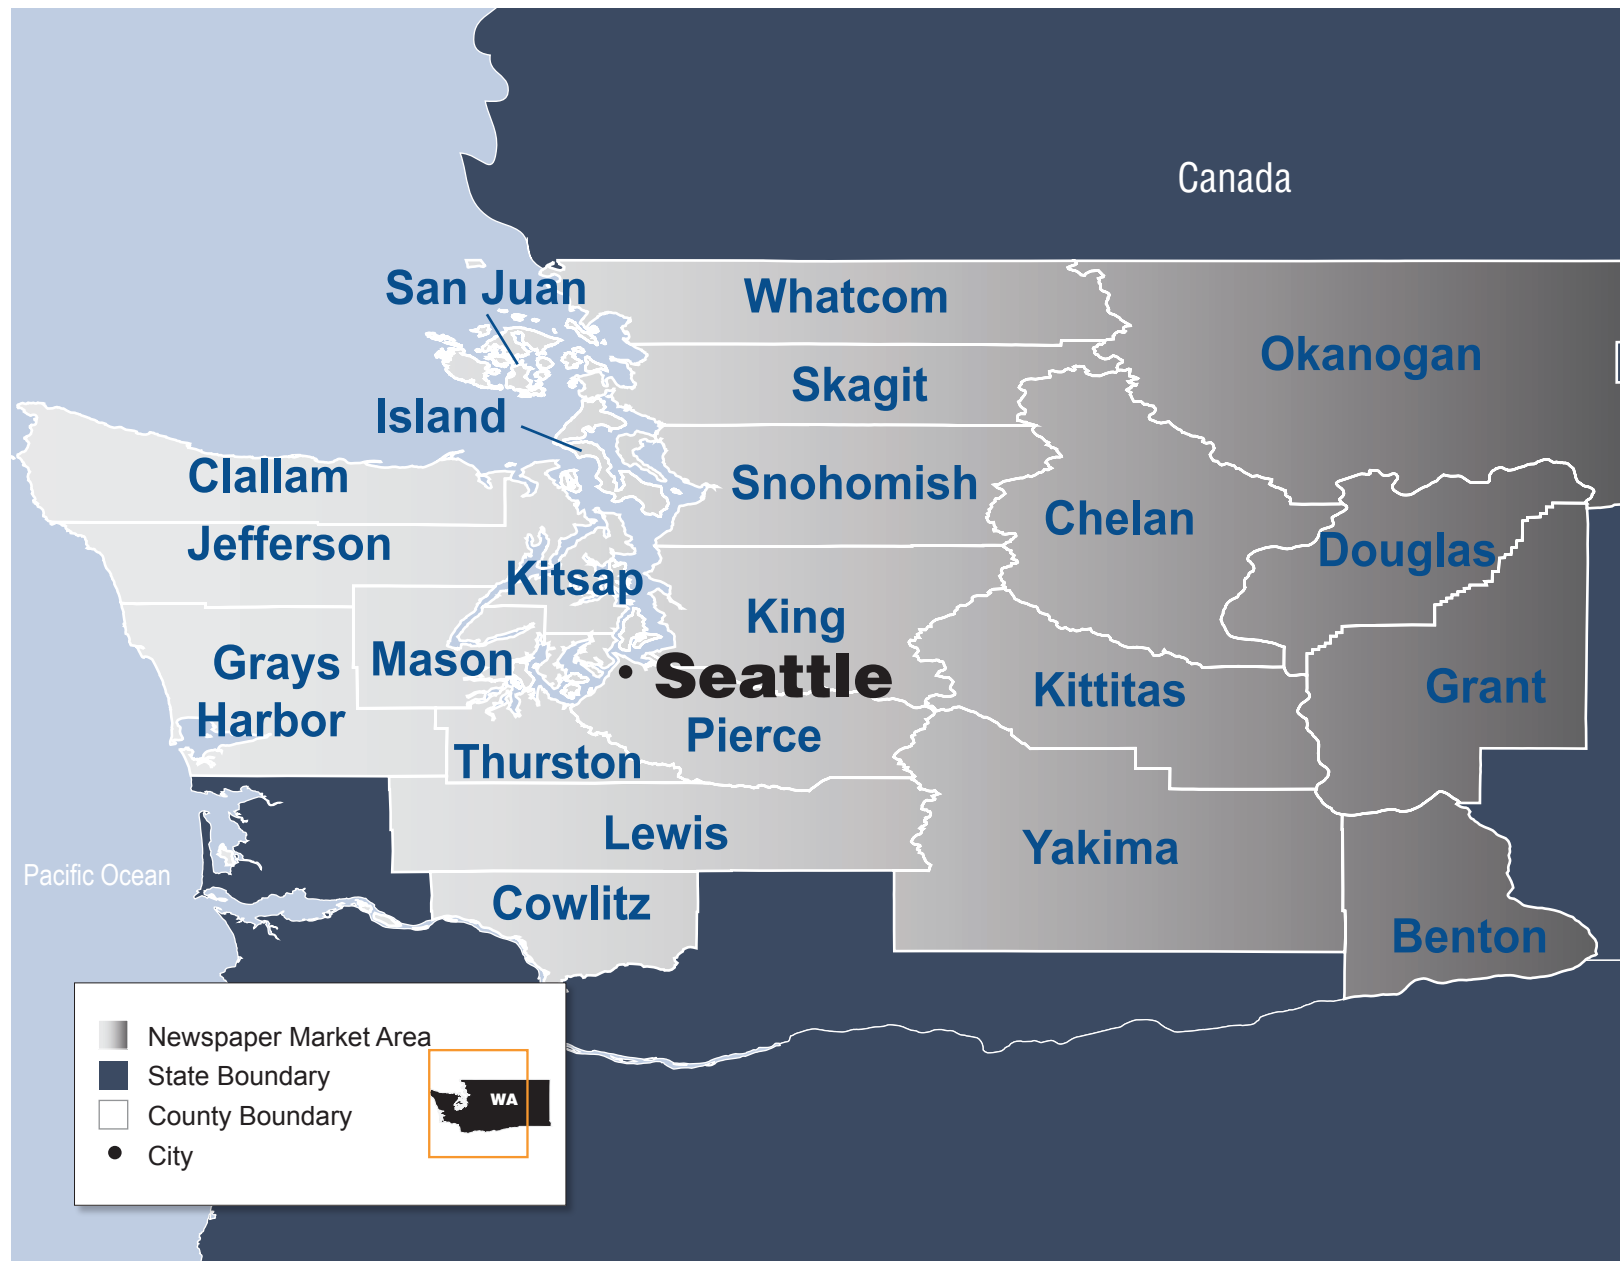 Canada
San Juan
Whatcom
Okanogan
Skagit
Island
Clallam
Snohomish
Chelan
Jefferson
Douglas
Kitsap
King
Grays
Harbor
Mason
Seattle
Kittitas
Grant
Pierce
Thurston
Lewis
Yakima
Pacific Ocean
Cowlitz
Benton
Newspaper Market Area
State Boundary
County Boundary
City
WA